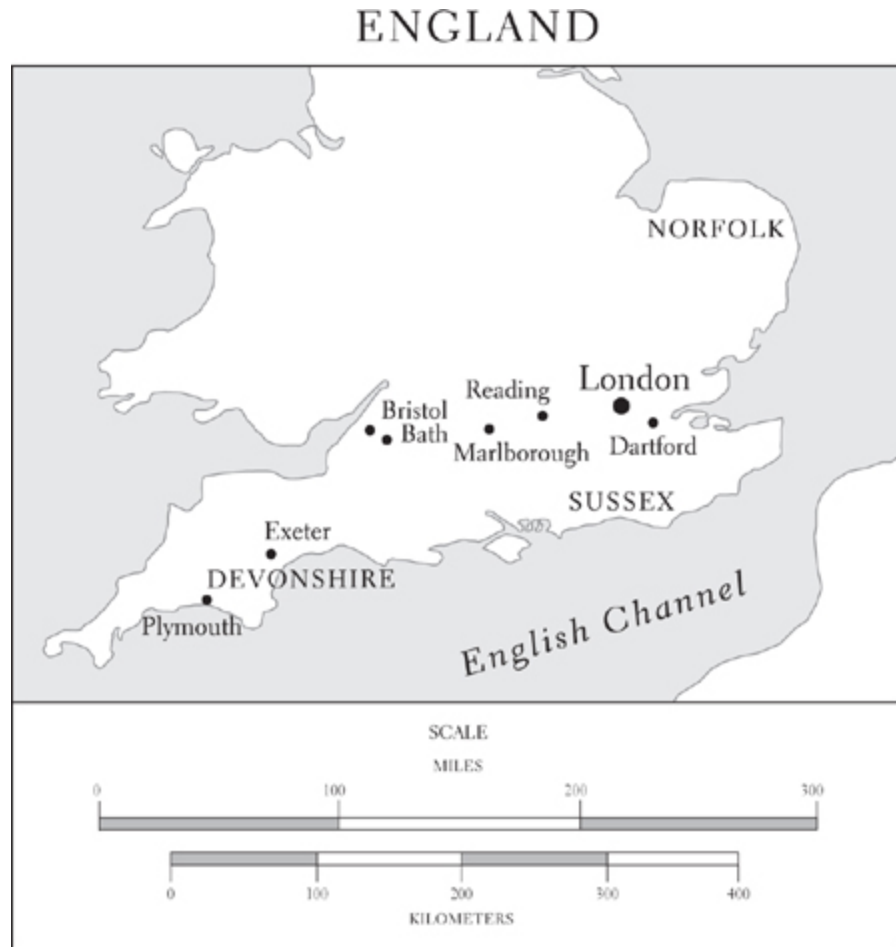 ENGLAND
NORFOLK
London
Reading
Bristol
Bath
Marlborough
Dartford
SUSSEX
Exeter
DEVONSHIRE
Plymouth
English Channel
SCALE
MILES
0 100 200 300
0 100 200 300 400
KILOMETERS